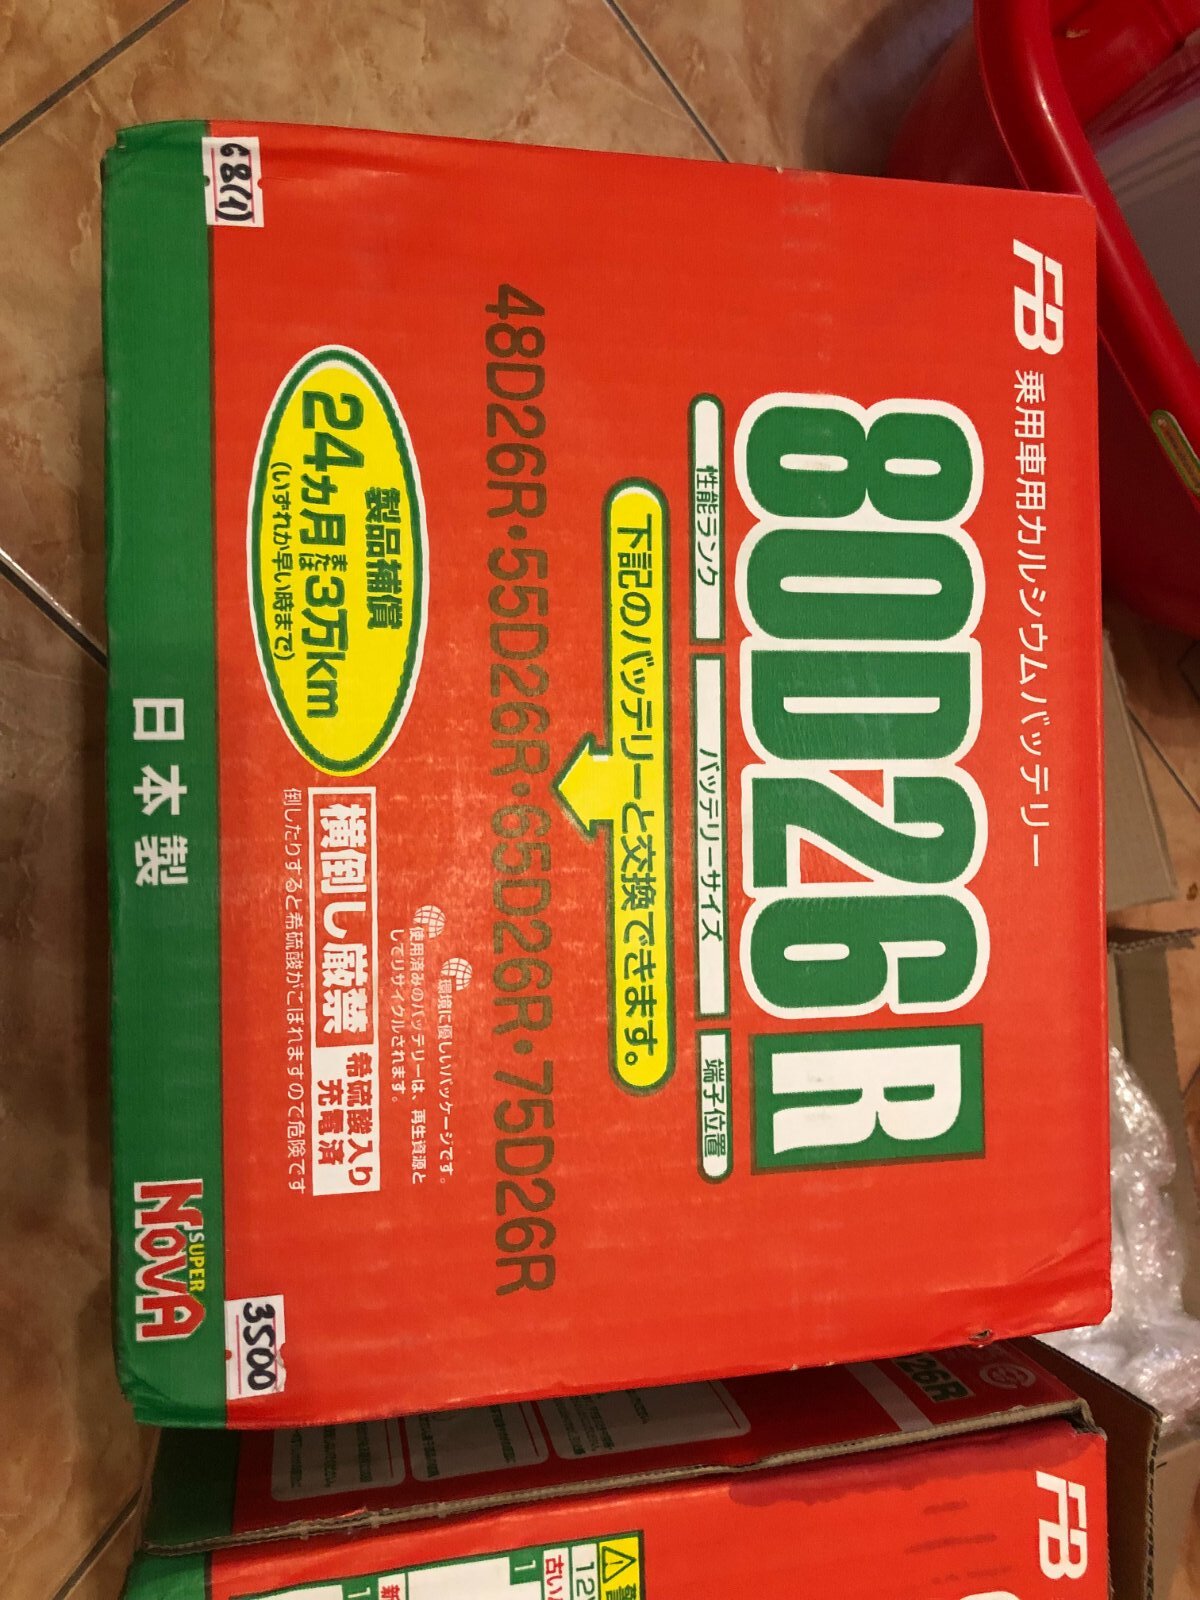 FB 乗用車用カルシウムバッテリー
80D26R
性能ランク バッテリーサイズ 端子位置
下記のバッテリーと交換できます。
48D26R・55D26R・65D26R・75D26R
環境に優しいパッケージです。
使用済みのバッテリーは、再生資源と
してリサイクルされます。
製品補償
24カ月または3万km
(いずれか早い時まで)
横倒し厳禁
希硫酸入り
充電済
倒したりすると希硫酸がこぼれますので危険です
68(1)
3500
日本製
SUPER
NOVA
26R
FB